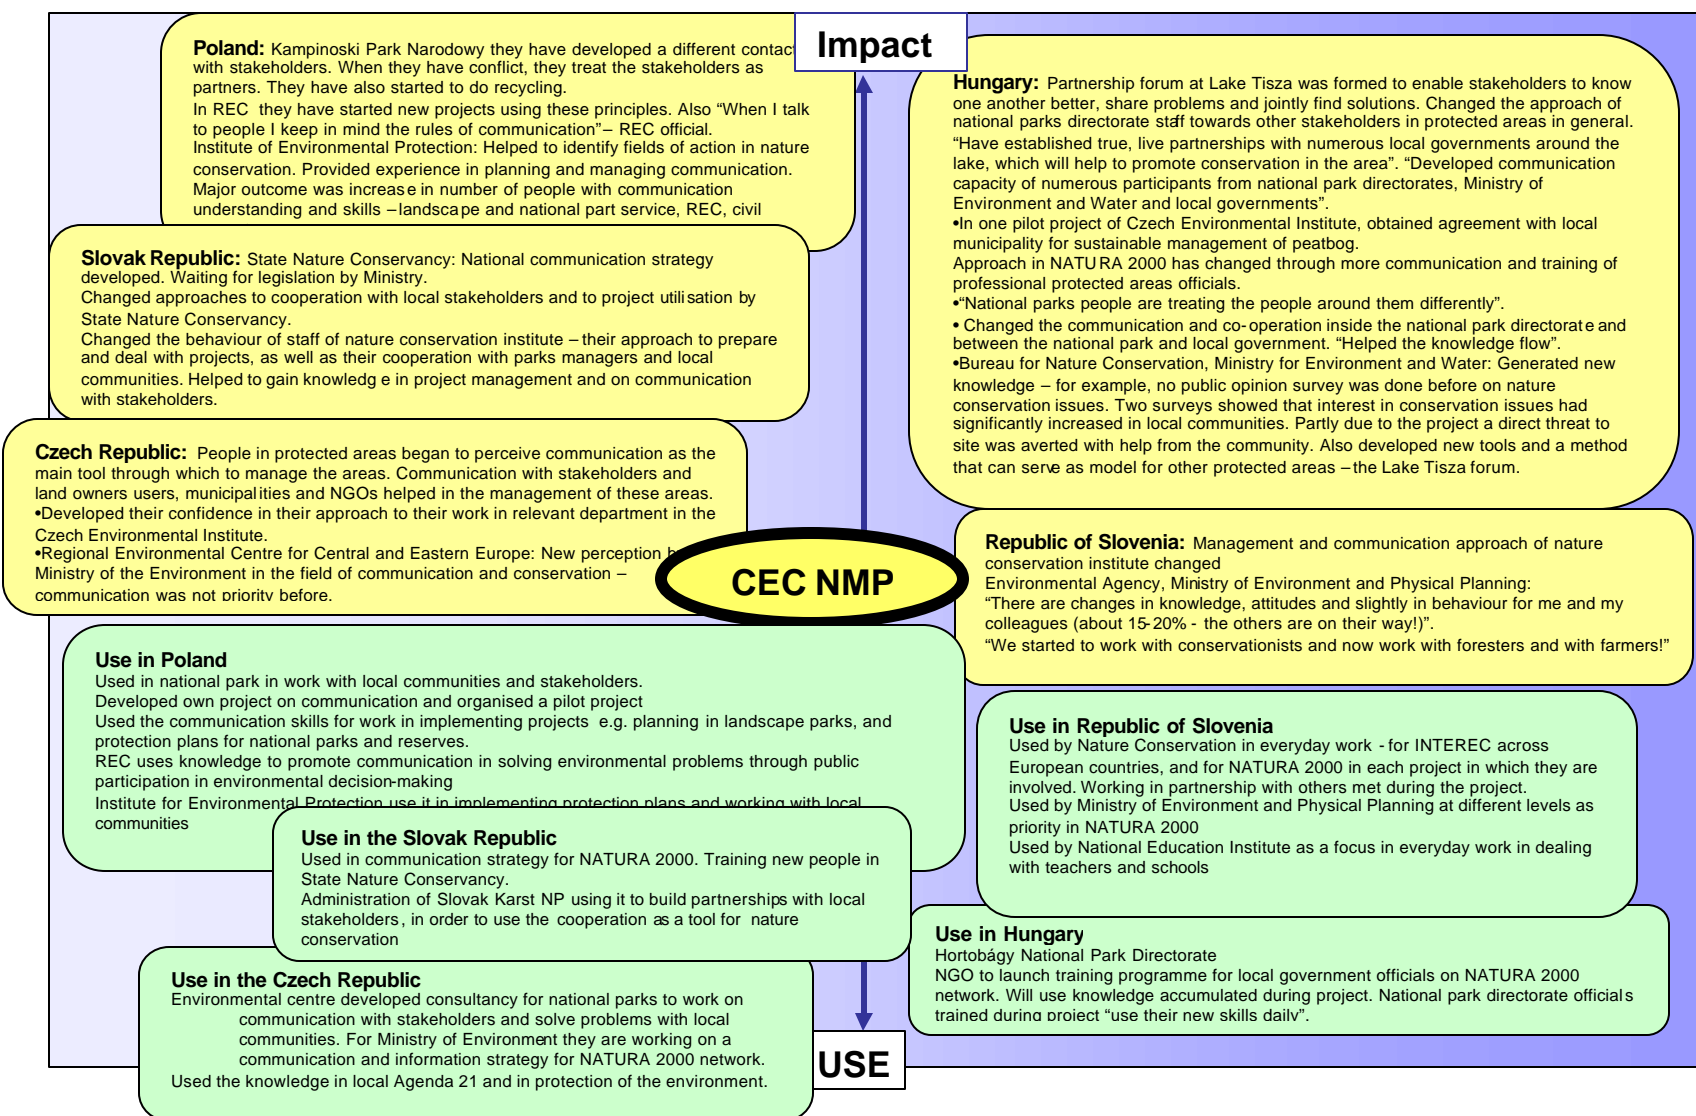 Impact
Poland: Kampinoski Park Narodowy they have developed a different contac
with stakeholders. When they have conflict, they treat the stakeholders as
partners. They have also started to do recycling.
In REC they have started new projects using these principles. Also “When I talk
to people I keep in mind the rules of communication”– REC official.
Institute of Environmental Protection: Helped to identify fields of action in nature
conservation. Provided experience in planning and managing communication.
Major outcome was increase in number of people with communication
understanding and skills – landscape and national part service, REC, civil
Slovak Republic: State Nature Conservancy: National communication strategy
developed. Waiting for legislation by Ministry.
Changed approaches to cooperation with local stakeholders and to project utilisation by
State Nature Conservancy.
Changed the behaviour of staff of nature conservation institute – their approach to prepare
and deal with projects, as well as their cooperation with parks managers and local
communities. Helped to gain knowledg e in project management and on communication
with stakeholders.
Czech Republic: People in protected areas began to perceive communication as the
main tool through which to manage the areas. Communication with stakeholders and
land owners users, municipalities and NGOs helped in the management of these areas.
•Developed their confidence in their approach to their work in relevant department in the
Czech Environmental Institute.
•Regional Environmental Centre for Central and Eastern Europe: New perception
Ministry of the Environment in the field of communication and conservation –
communication was not priority before.
Hungary: Partnership forum at Lake Tisza was formed to enable stakeholders to know
one another better, share problems and jointly find solutions. Changed the approach of
national parks directorate staff towards other stakeholders in protected areas in general.
“Have established true, live partnerships with numerous local governments around the
lake, which will help to promote conservation in the area”. “Developed communication
capacity of numerous participants from national park directorates, Ministry of
Environment and Water and local governments”.
•In one pilot project of Czech Environmental Institute, obtained agreement with local
municipality for sustainable management of peatbog.
Approach in NATURA 2000 has changed through more communication and training of
professional protected areas officials.
•“National parks people are treating the people around them differently”.
• Changed the communication and co-operation inside the national park directorate and
between the national park and local government. “Helped the knowledge flow”.
•Bureau for Nature Conservation, Ministry for Environment and Water: Generated new
knowledge – for example, no public opinion survey was done before on nature
conservation issues. Two surveys showed that interest in conservation issues had
significantly increased in local communities. Partly due to the project a direct threat to
site was averted with help from the community. Also developed new tools and a method
that can serve as model for other protected areas – the Lake Tisza forum.
CEC NMP
Republic of Slovenia: Management and communication approach of nature
conservation institute changed
Environmental Agency, Ministry of Environment and Physical Planning:
“There are changes in knowledge, attitudes and slightly in behaviour for me and my
colleagues (about 15-20% - the others are on their way!)”.
“We started to work with conservationists and now work with foresters and with farmers!”
Use in Poland
Used in national park in work with local communities and stakeholders.
Developed own project on communication and organised a pilot project
Used the communication skills for work in implementing projects e.g. planning in landscape parks, and
protection plans for national parks and reserves.
REC uses knowledge to promote communication in solving environmental problems through public
participation in environmental decision-making
Institute for Environmental Protection use it in implementing protection plans and working with local
communities
Use in the Slovak Republic
Used in communication strategy for NATURA 2000. Training new people in
State Nature Conservancy.
Administration of Slovak Karst NP using it to build partnerships with local
stakeholders, in order to use the cooperation as a tool for nature
conservation
Use in the Czech Republic
Environmental centre developed consultancy for national parks to work on
communication with stakeholders and solve problems with local
communities. For Ministry of Environment they are working on a
communication and information strategy for NATURA 2000 network.
Used the knowledge in local Agenda 21 and in protection of the environment.
Use in Republic of Slovenia
Used by Nature Conservation in everyday work - for INTEREC across
European countries, and for NATURA 2000 in each project in which they are
involved. Working in partnership with others met during the project.
Used by Ministry of Environment and Physical Planning at different levels as
priority in NATURA 2000
Used by National Education Institute as a focus in everyday work in dealing
with teachers and schools
Use in Hungary
Hortobágy National Park Directorate
NGO to launch training programme for local government officials on NATURA 2000
network. Will use knowledge accumulated during project. National park directorate officials
trained during project “use their new skills daily”.
USE